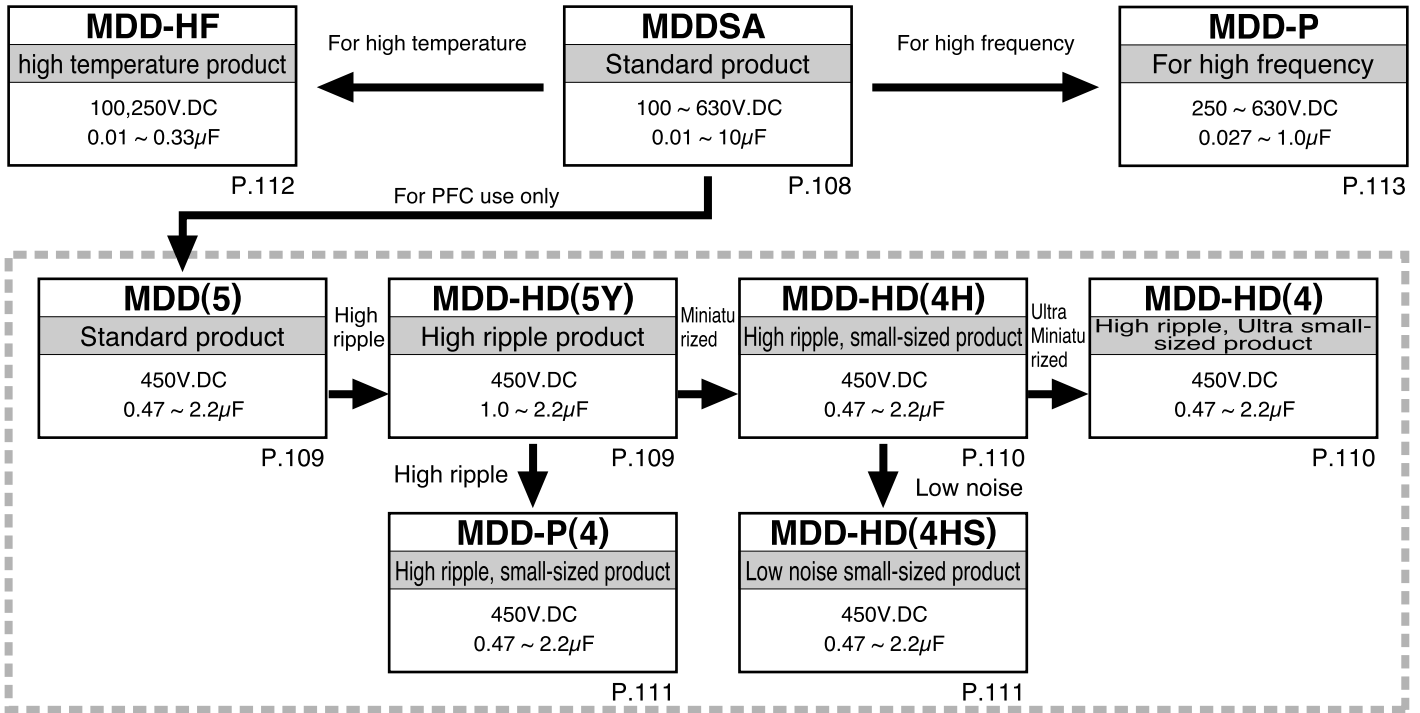 MDD-HF
high temperature product
100,250V.DC
0.01 ~ 0.33µF
P.112
For high temperature
MDDSA
Standard product
100 ~ 630V.DC
0.01 ~ 10µF
P.108
For high frequency
MDD-P
For high frequency
250 ~ 630V.DC
0.027 ~ 1.0µF
P.113
For PFC use only
MDD(5)
Standard product
450V.DC
0.47 ~ 2.2µF
P.109
High
ripple
MDD-HD(5Y)
High ripple product
450V.DC
1.0 ~ 2.2µF
P.109
Miniatu
rized
MDD-HD(4H)
High ripple, small-sized product
450V.DC
0.47 ~ 2.2µF
P.110
Ultra
Miniatu
rized
MDD-HD(4)
High ripple, Ultra small-
sized product
450V.DC
0.47 ~ 2.2µF
P.110
High ripple
Low noise
MDD-P(4)
High ripple, small-sized product
450V.DC
0.47 ~ 2.2µF
P.111
MDD-HD(4HS)
Low noise small-sized product
450V.DC
0.47 ~ 2.2µF
P.111